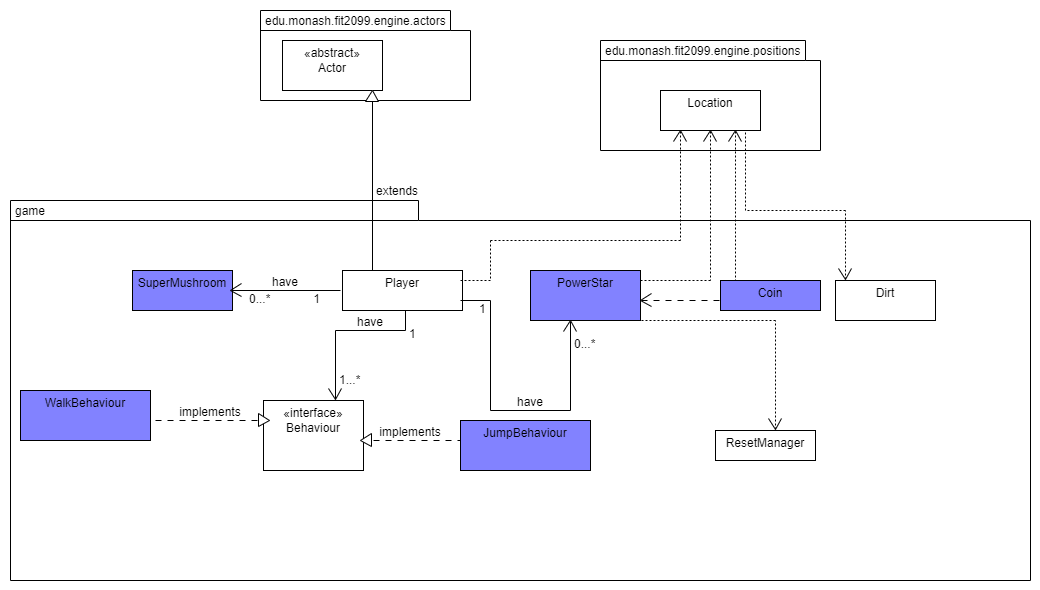 edu.monash.fit2099.engine.actors
«abstract»
Actor
edu.monash.fit2099.engine.positions
Location
extends
game
SuperMushroom
have
0...*
1
Player
PowerStar
Coin
Dirt
1
have
1
0...*
1...*
have
WalkBehaviour
implements
«interface»
Behaviour
implements
JumpBehaviour
ResetManager